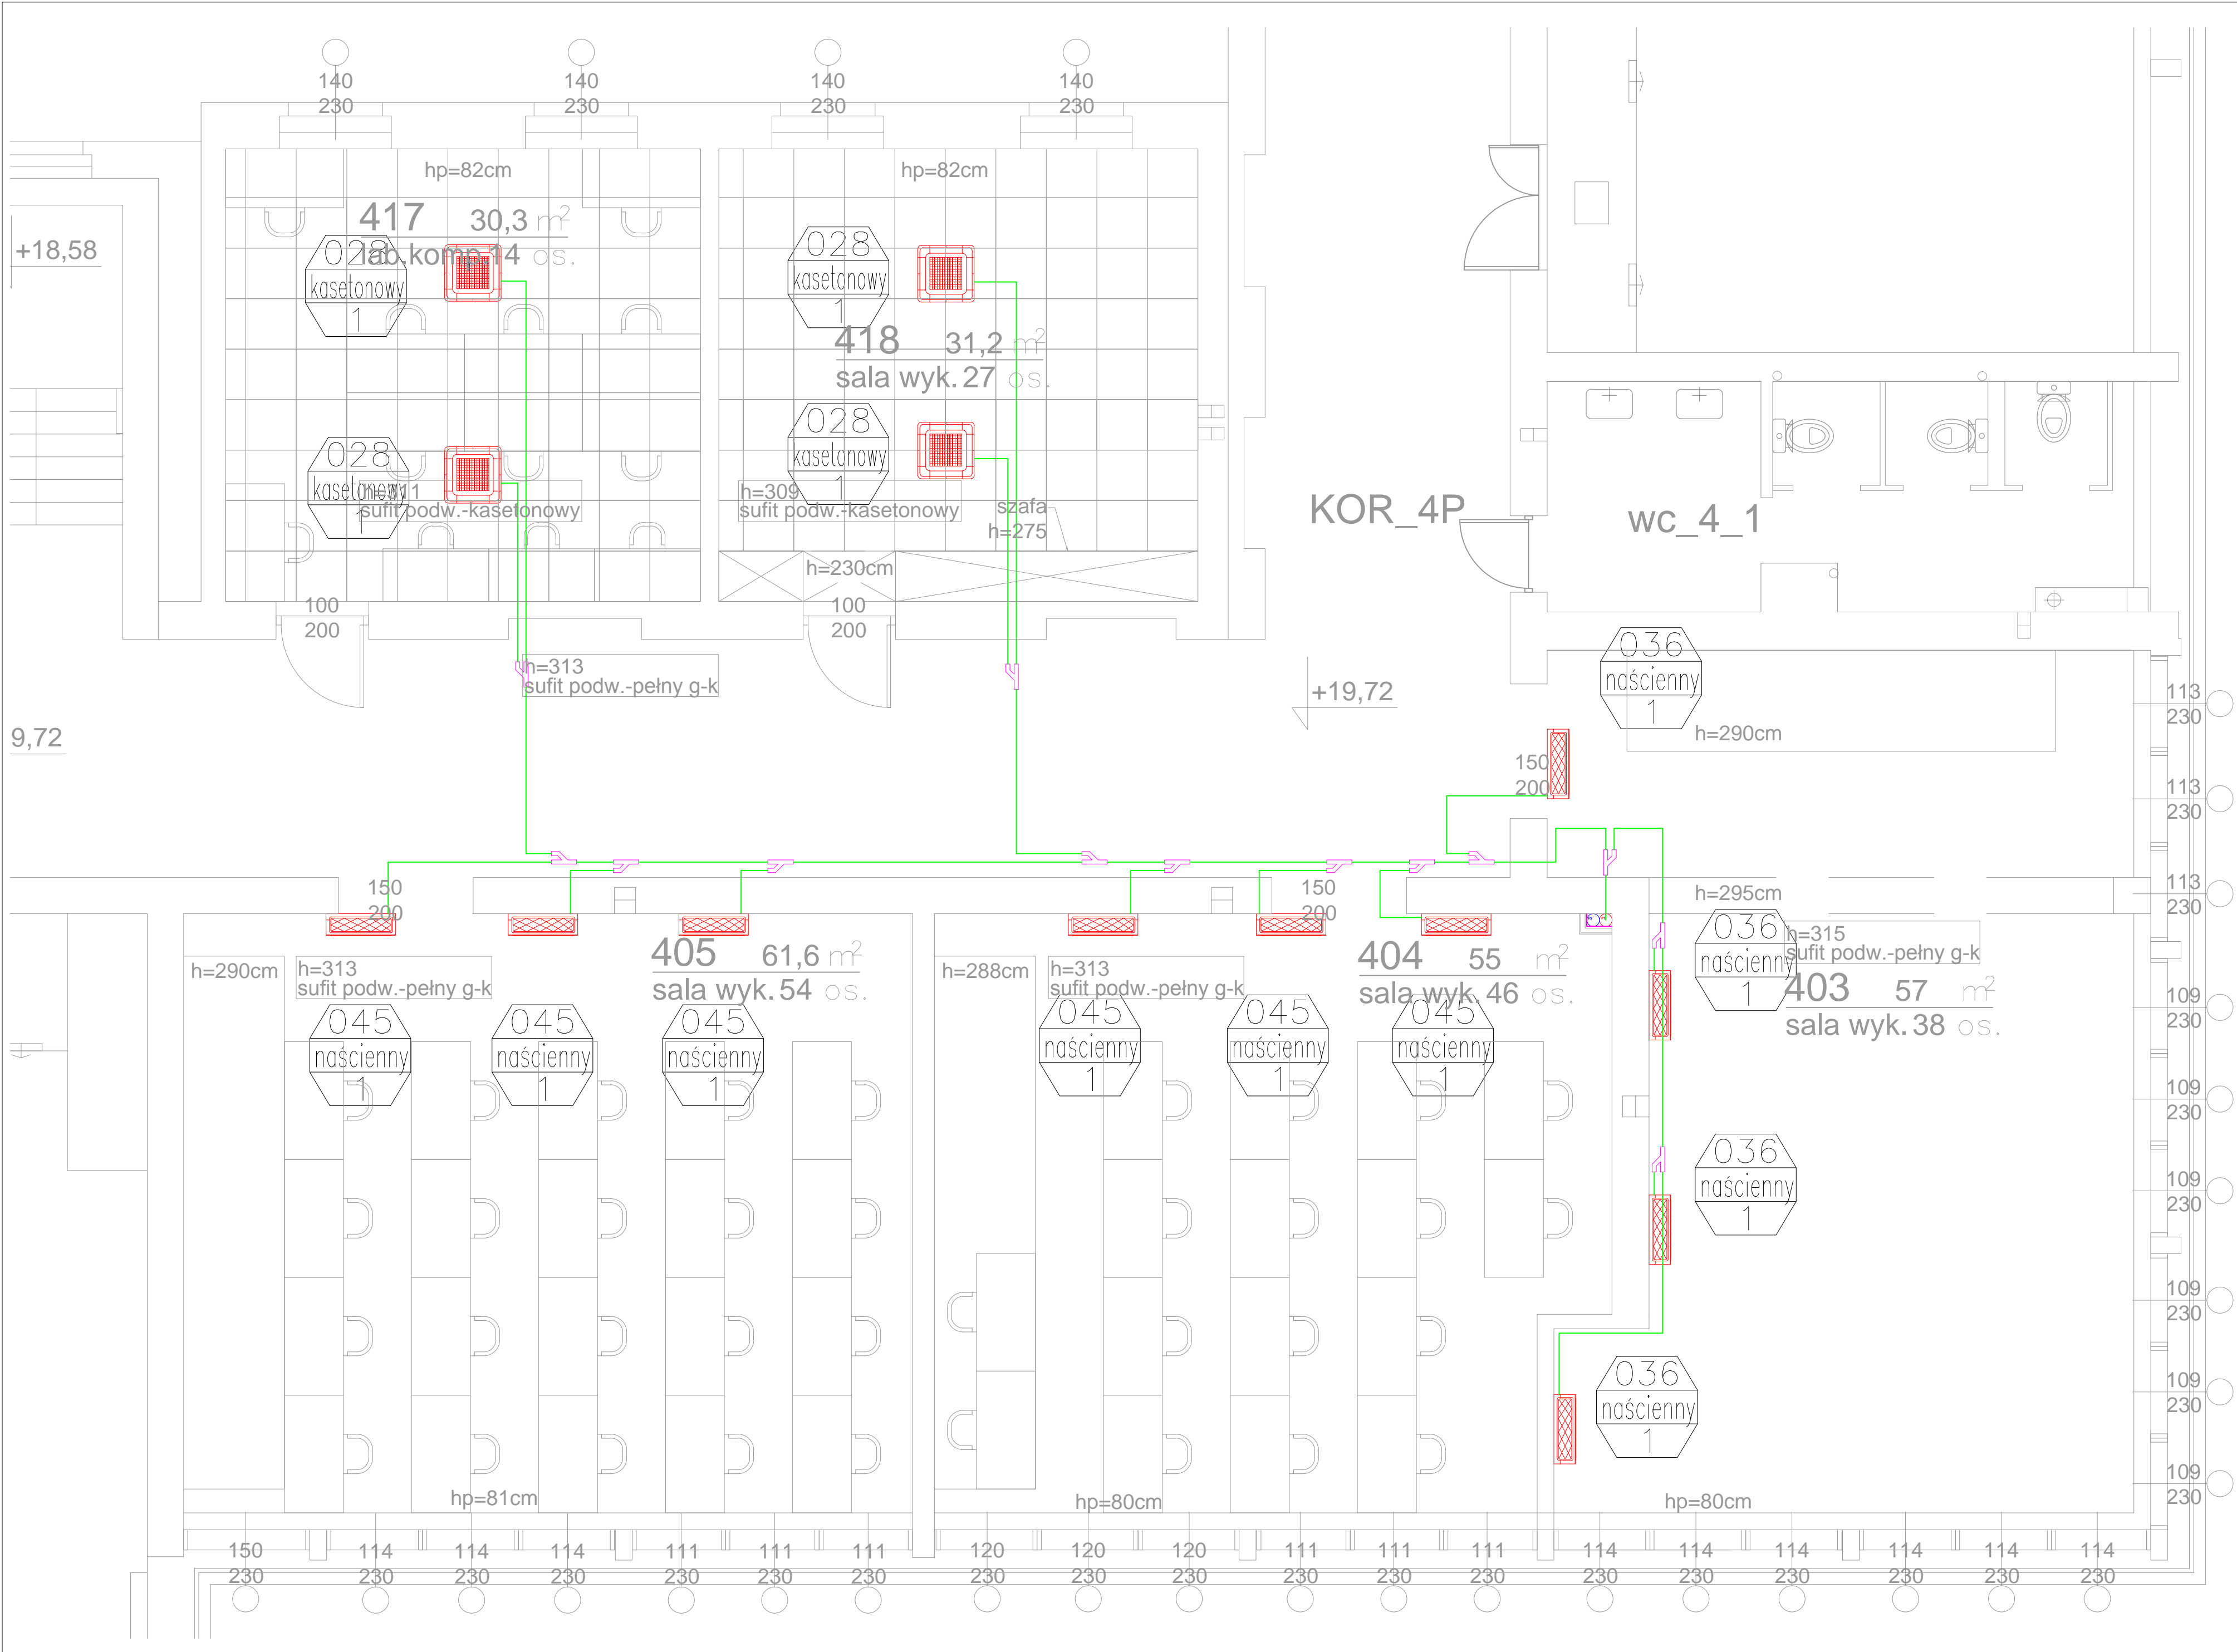 140
230
140
230
140
230
140
230
hp=82cm
hp=82cm
417 30,3 m²
lab.komp.14 os.
+18,58
028
kasetonowy
1
028
kasetonowy
1
418 31,2 m²
sala wyk. 27 os.
028
kasetonowy
1
028
kasetonowy
1
h=311
sufit podw.-kasetonowy
h=309
sufit podw.-kasetonowy
szafa
h=275
KOR_4P
wc_4_1
h=230cm
100
200
100
200
h=313
sufit podw.-pełny g-k
+19,72
036
naścienny
1
h=290cm
9,72
150
200
113
230
113
230
113
230
150
200
150
200
h=295cm
405 61,6 m²
sala wyk. 54 os.
404 55 m²
sala wyk. 46 os.
036
naścienny
1
h=315
sufit podw.-pełny g-k
403 57 m²
sala wyk. 38 os.
h=290cm
h=313
sufit podw.-pełny g-k
h=288cm
h=313
sufit podw.-pełny g-k
045
naścienny
1
045
naścienny
1
045
naścienny
1
045
naścienny
1
045
naścienny
1
045
naścienny
1
109
230
109
230
036
naścienny
1
109
230
109
230
036
naścienny
1
109
230
109
230
hp=81cm
hp=80cm
hp=80cm
150
230
114
230
114
230
114
230
111
230
111
230
111
230
120
230
120
230
120
230
111
230
111
230
111
230
114
230
114
230
114
230
114
230
114
230
114
230